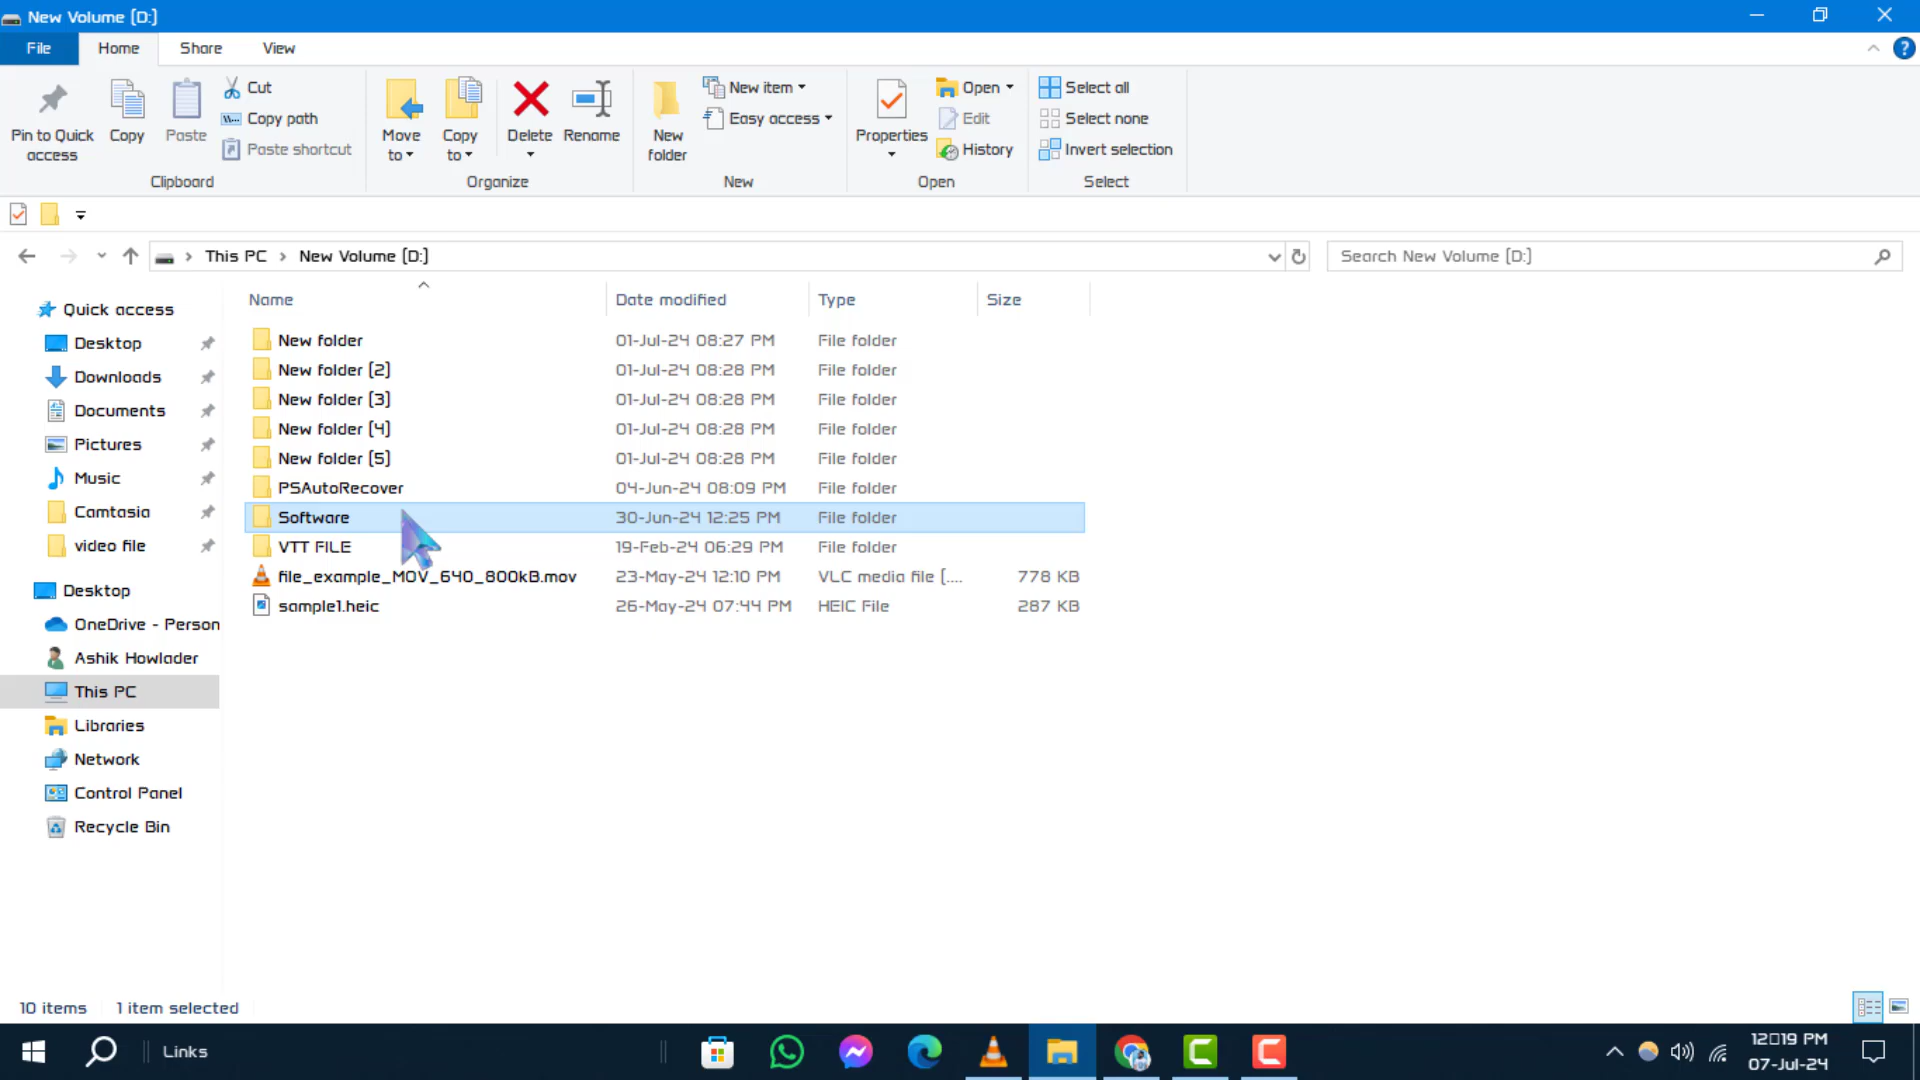 New Volume (D:)
File Home Share View
Pin to Quick access
Copy
Paste
Cut
Copy path
Paste shortcut
Clipboard
Move to
Copy to
Delete
Rename
Organize
New folder
New item
Easy access
New
Properties
Open
Edit
History
Open
Select all
Select none
Invert selection
Select
This PC > New Volume (D:)
Search New Volume (D:)
Quick access
Desktop
Downloads
Documents
Pictures
Music
Camtasia
video file
Desktop
OneDrive - Person
Ashik Howlader
This PC
Libraries
Network
Control Panel
Recycle Bin
Name Date modified Type Size
New folder 01-Jul-24 08:27 PM File folder
New folder (2) 01-Jul-24 08:28 PM File folder
New folder (3) 01-Jul-24 08:28 PM File folder
New folder (4) 01-Jul-24 08:28 PM File folder
New folder (5) 01-Jul-24 08:28 PM File folder
PSAutoRecover 04-Jun-24 08:09 PM File folder
Software 30-Jun-24 12:25 PM File folder
VTT FILE 19-Feb-24 06:29 PM File folder
file_example_MOV_640_800kB.mov 23-May-24 12:10 PM VLC media file (.... 778 KB
sample1.heic 26-May-24 07:44 PM HEIC File 287 KB
10 items 1 item selected
Links
12▯19 PM
07-Jul-24